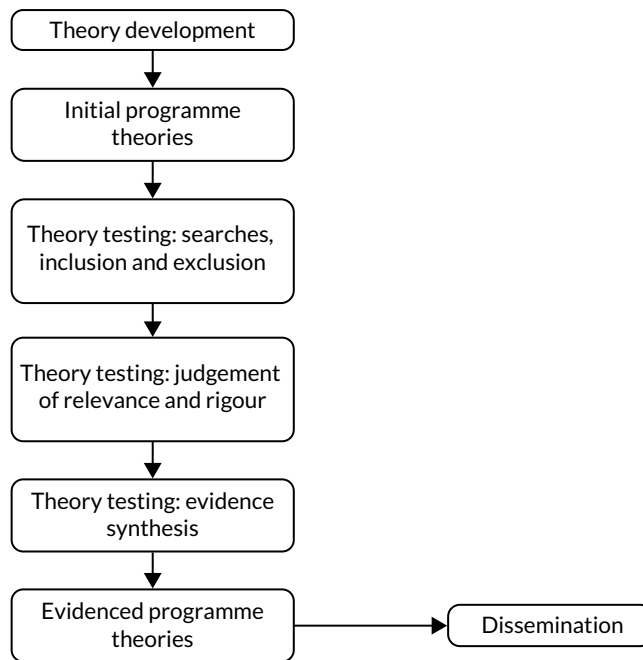 Theory development
Initial programme
theories
Theory testing: searches,
inclusion and exclusion
Theory testing: judgement
of relevance and rigour
Theory testing: evidence
synthesis
Evidenced programme
theories
Dissemination